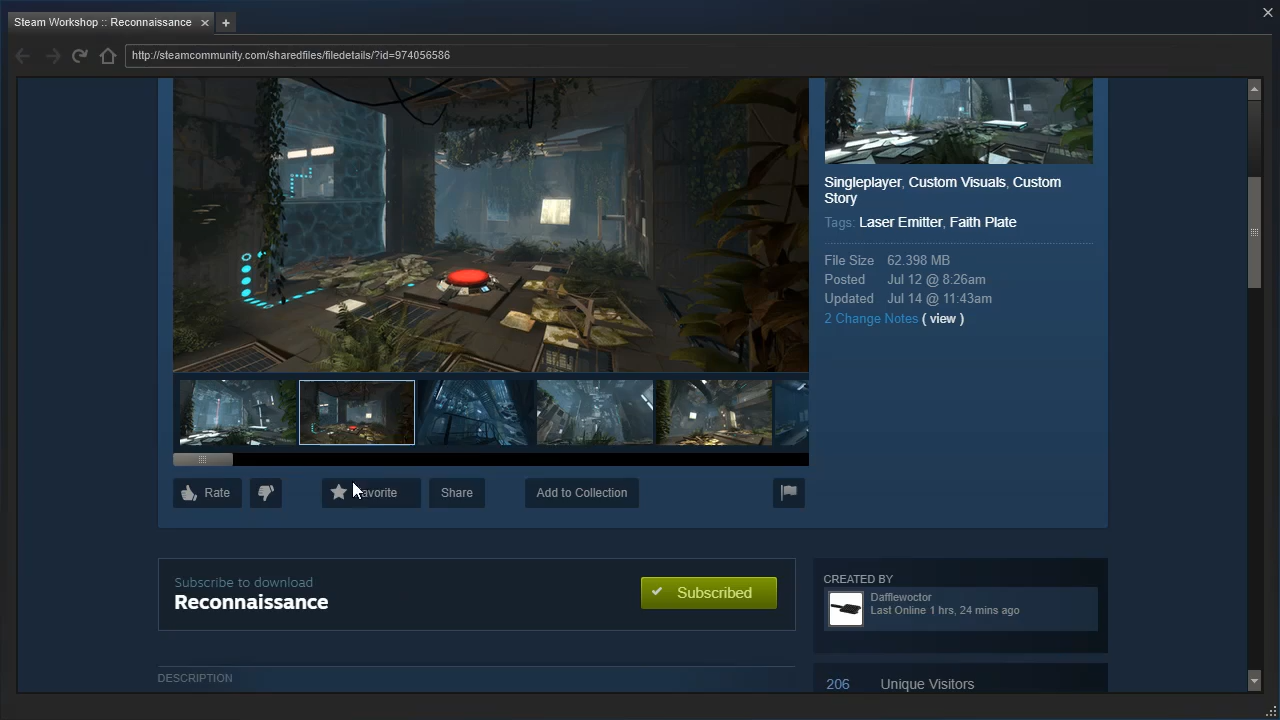 Steam Workshop :: Reconnaissance
http://steamcommunity.com/sharedfiles/filedetails/?id=974056586
Singleplayer, Custom Visuals, Custom
Story
Tags: Laser Emitter, Faith Plate
File Size 62.398 MB
Posted Jul 12 @ 8:26am
Updated Jul 14 @ 11:43am
2 Change Notes ( view )
Rate
Favorite
Share
Add to Collection
Subscribe to download
Reconnaissance
Subscribed
CREATED BY
Dafflewoctor
Last Online 1 hrs, 24 mins ago
DESCRIPTION
206 Unique Visitors